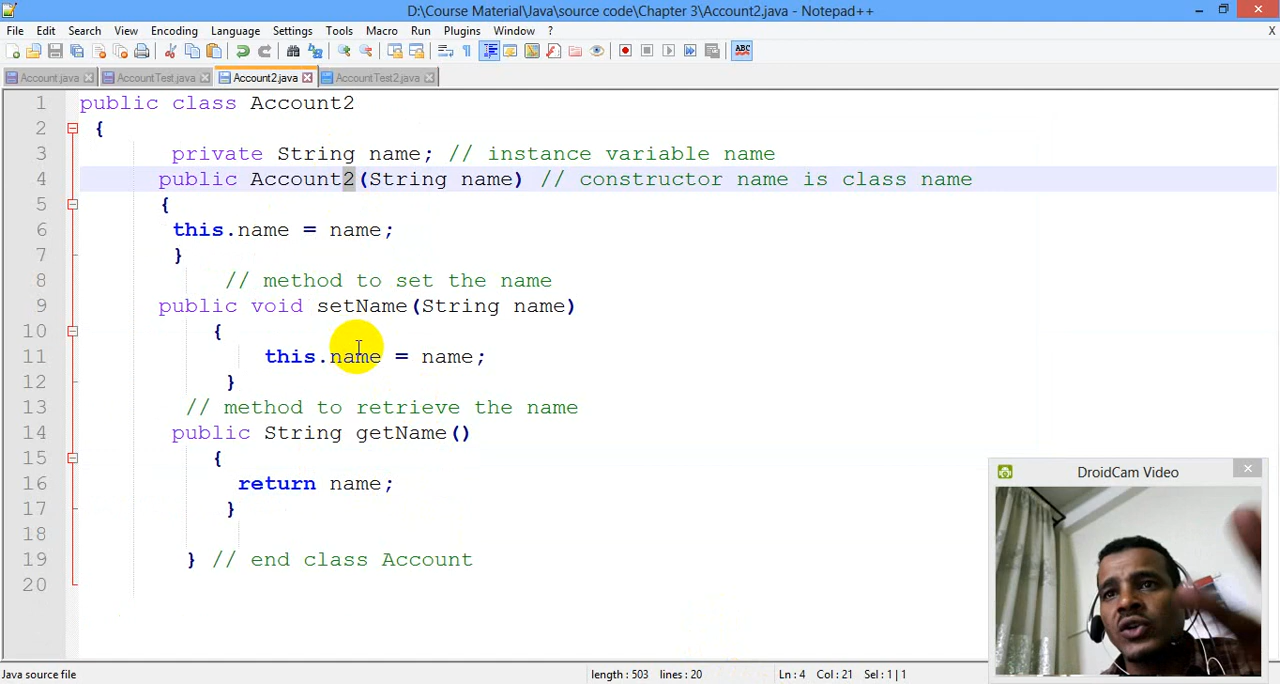 D:\Course Material\Java\source code\Chapter 3\Account2.java - Notepad++
File Edit Search View Encoding Language Settings Tools Macro Run Plugins Window ? X
ABC
Account.java AccountTest.java Account2.java AccountTest2.java
1 public class Account2
2 {
3 private String name; // instance variable name
4 public Account2(String name) // constructor name is class name
5 {
6 this.name = name;
7 }
8 // method to set the name
9 public void setName(String name)
10 {
11 this.name = name;
12 }
13 // method to retrieve the name
14 public String getName()
15 {
16 return name;
17 }
18
19 } // end class Account
20
DroidCam Video
Java source file length : 503 lines : 20 Ln : 4 Col : 21 Sel : 1 | 1